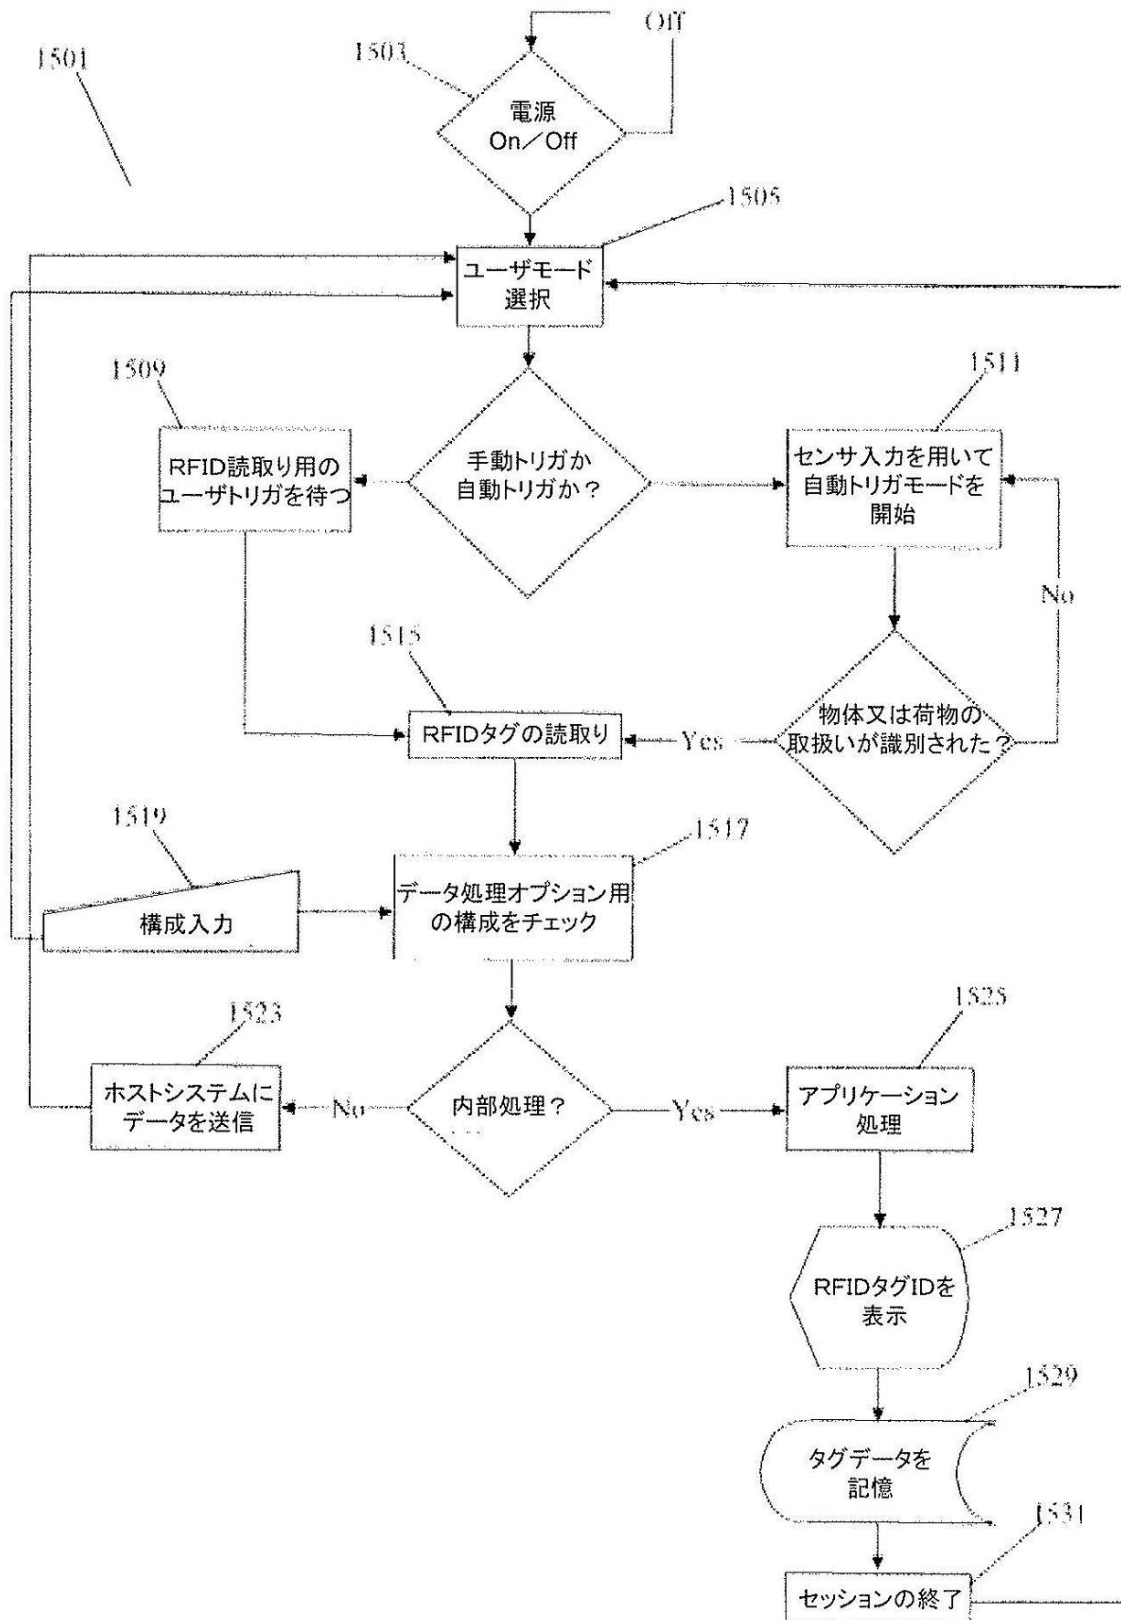 Off
1503
1501
電源
On／Off
1505
ユーザモード
選択
1509
1511
RFID読取り用の
ユーザトリガを待つ
手動トリガか
自動トリガか？
センサ入力を用いて
自動トリガモードを
開始
No
1515
RFIDタグの読取り
Yes
物体又は荷物の
取扱いが識別された？
1519
1517
構成入力
データ処理オプション用
の構成をチェック
1523
1525
ホストシステムに
データを送信
No
内部処理？
Yes
アプリケーション
処理
1527
RFIDタグIDを
表示
1529
タグデータを
記憶
1531
セッションの終了